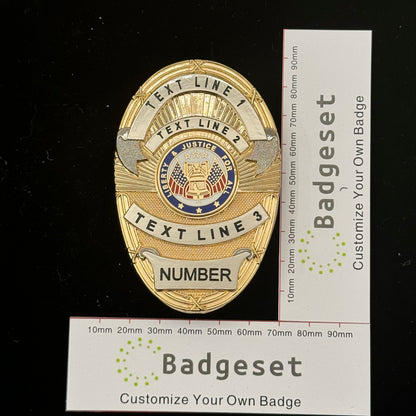 TEXT LINE 1
TEXT LINE 2
LIBERTY JUSTICE FOR ALL
TEXT LINE 3
NUMBER
10mm 20mm 30mm 40mm 50mm 60mm 70mm 80mm 90mm
Badgeset
Customize Your Own Badge
10mm 20mm 30mm 40mm 50mm 60mm 70mm 80mm 90mm
Badgeset
Customize Your Own Badge